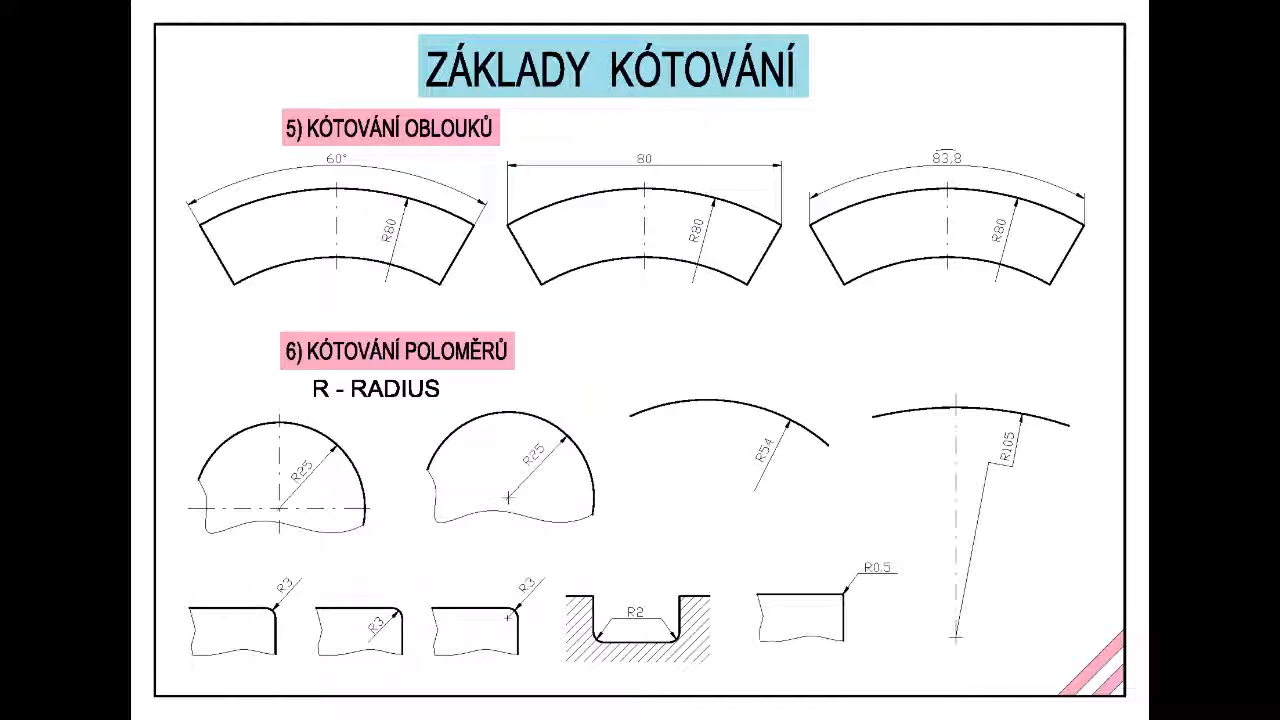 ZÁKLADY KÓTOVÁNÍ
5) KÓTOVÁNÍ OBLOUKŮ
60° 80 83,8
R80 R80 R80
6) KÓTOVÁNÍ POLOMĚRŮ
R - RADIUS
R25 R25 R54 R105
R3 R3 R3 R2 R0,5